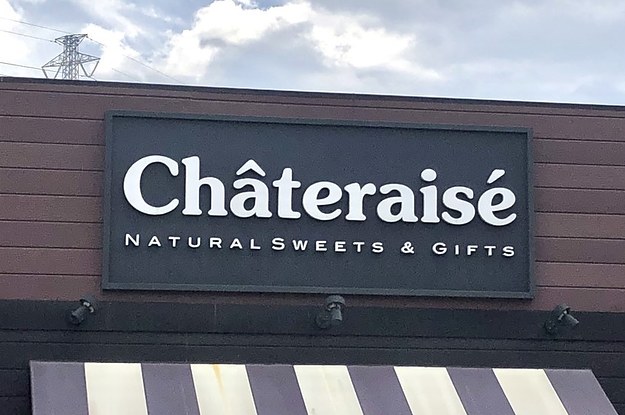 Châteraisé
NATURAL SWEETS & GIFTS